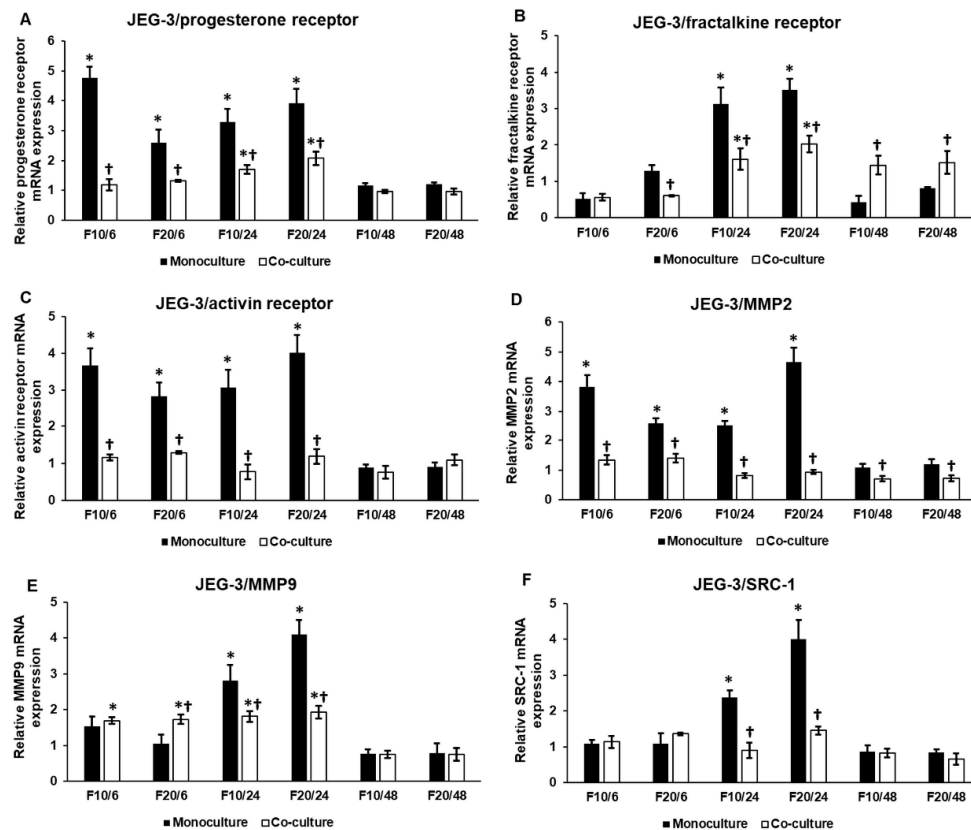 A
JEG-3/progesterone receptor
Relative progesterone receptor
mRNA expression
6
5
4
3
2
1
0
* * * * *† *† † †
F10/6 F20/6 F10/24 F20/24 F10/48 F20/48
Monoculture Co-culture
B
JEG-3/fractalkine receptor
Relative fractalkine receptor
mRNA expression
5
4
3
2
1
0
† * *† * *† † †
F10/6 F20/6 F10/24 F20/24 F10/48 F20/48
Monoculture Co-culture
C
JEG-3/activin receptor
Relative activin receptor mRNA
expression
5
4
3
2
1
0
* † * † * † * †
F10/6 F20/6 F10/24 F20/24 F10/48 F20/48
Monoculture Co-culture
D
JEG-3/MMP2
Relative MMP2 mRNA
expression
6
5
4
3
2
1
0
* † * † * † * † † †
F10/6 F20/6 F10/24 F20/24 F10/48 F20/48
Monoculture Co-culture
E
JEG-3/MMP9
Relative MMP9 mRNA
exprerssion
5
4
3
2
1
0
* *† * *† * *†
F10/6 F20/6 F10/24 F20/24 F10/48 F20/48
Monoculture Co-culture
F
JEG-3/SRC-1
Relative SRC-1 mRNA
expression
5
4
3
2
1
0
* † * †
F10/6 F20/6 F10/24 F20/24 F10/48 F20/48
Monoculture Co-culture